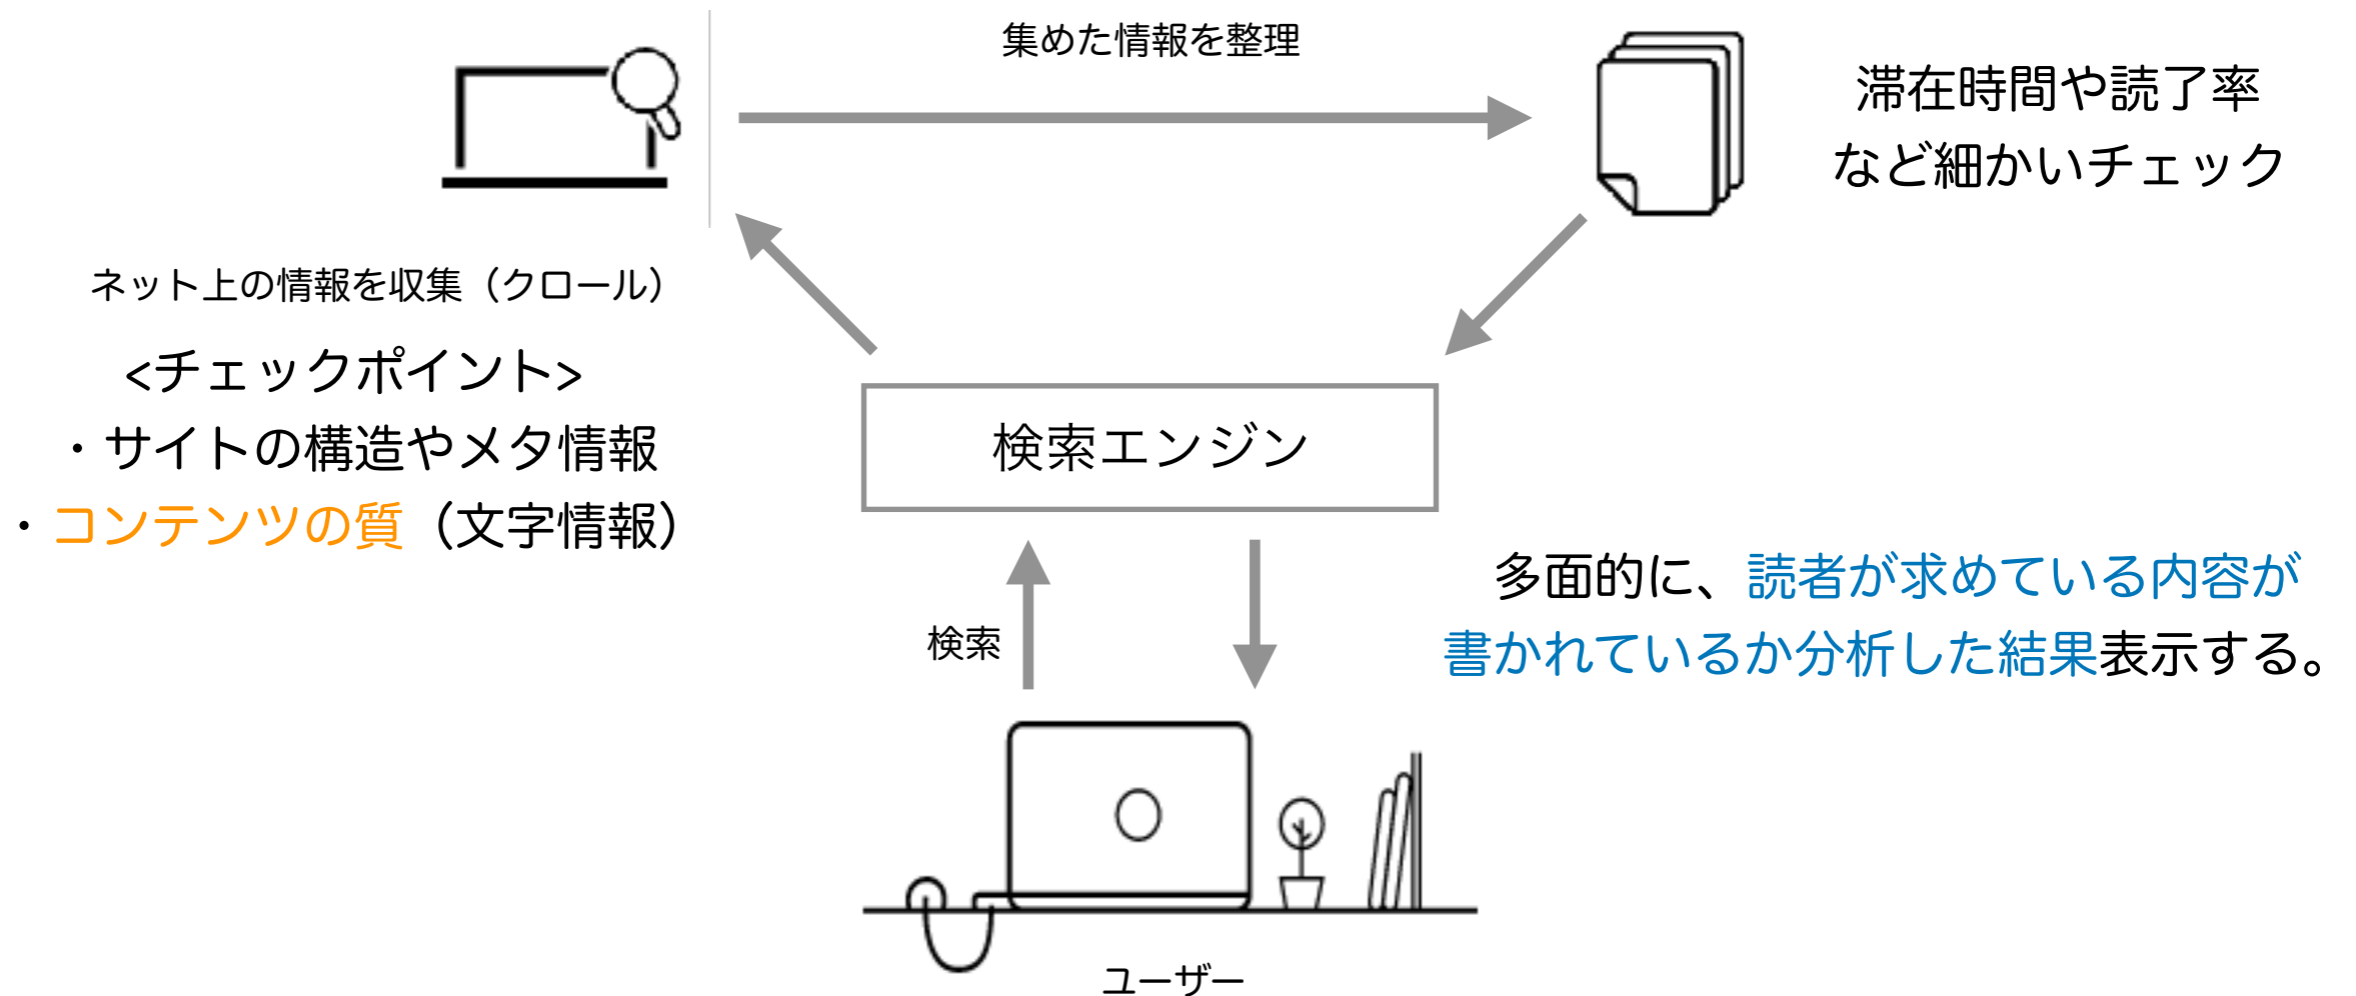 集めた情報を整理
滞在時間や読了率
など細かいチェック
ネット上の情報を収集（クロール）
<チェックポイント>
・サイトの構造やメタ情報
・コンテンツの質（文字情報）
検索エンジン
検索
多面的に、読者が求めている内容が
書かれているか分析した結果表示する。
ユーザー